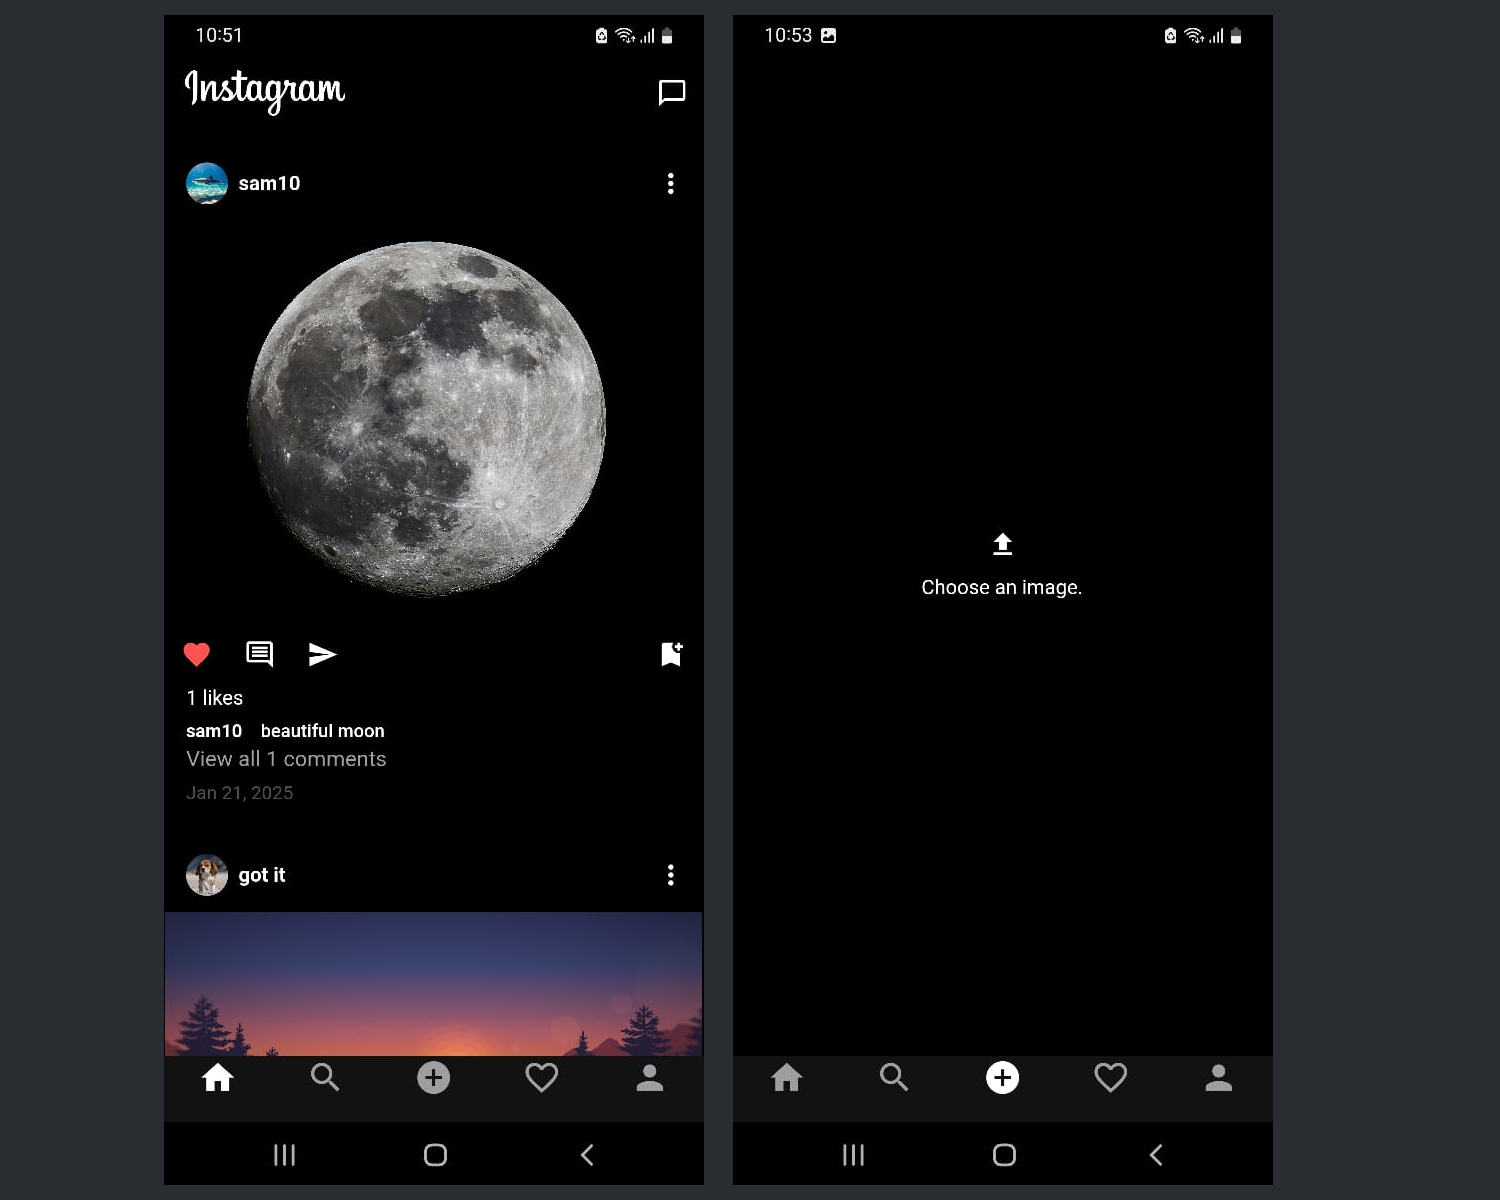 10:51
Instagram
sam10
1 likes
sam10 beautiful moon
View all 1 comments
Jan 21, 2025
got it
10:53
Choose an image.